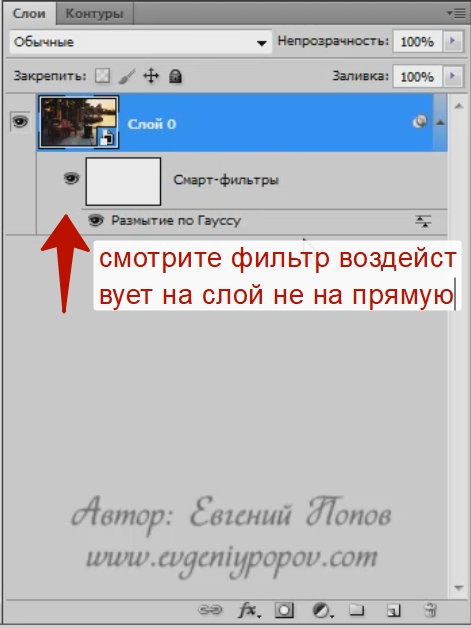 Слои Контуры
Обычные Непрозрачность: 100%
Закрепить: Заливка: 100%
Слой 0
Смарт-фильтры
Размытие по Гауссу
смотрите фильтр воздейст
вует на слой не на прямую
Автор: Евгений Попов
www.evgeniypopov.com
fx